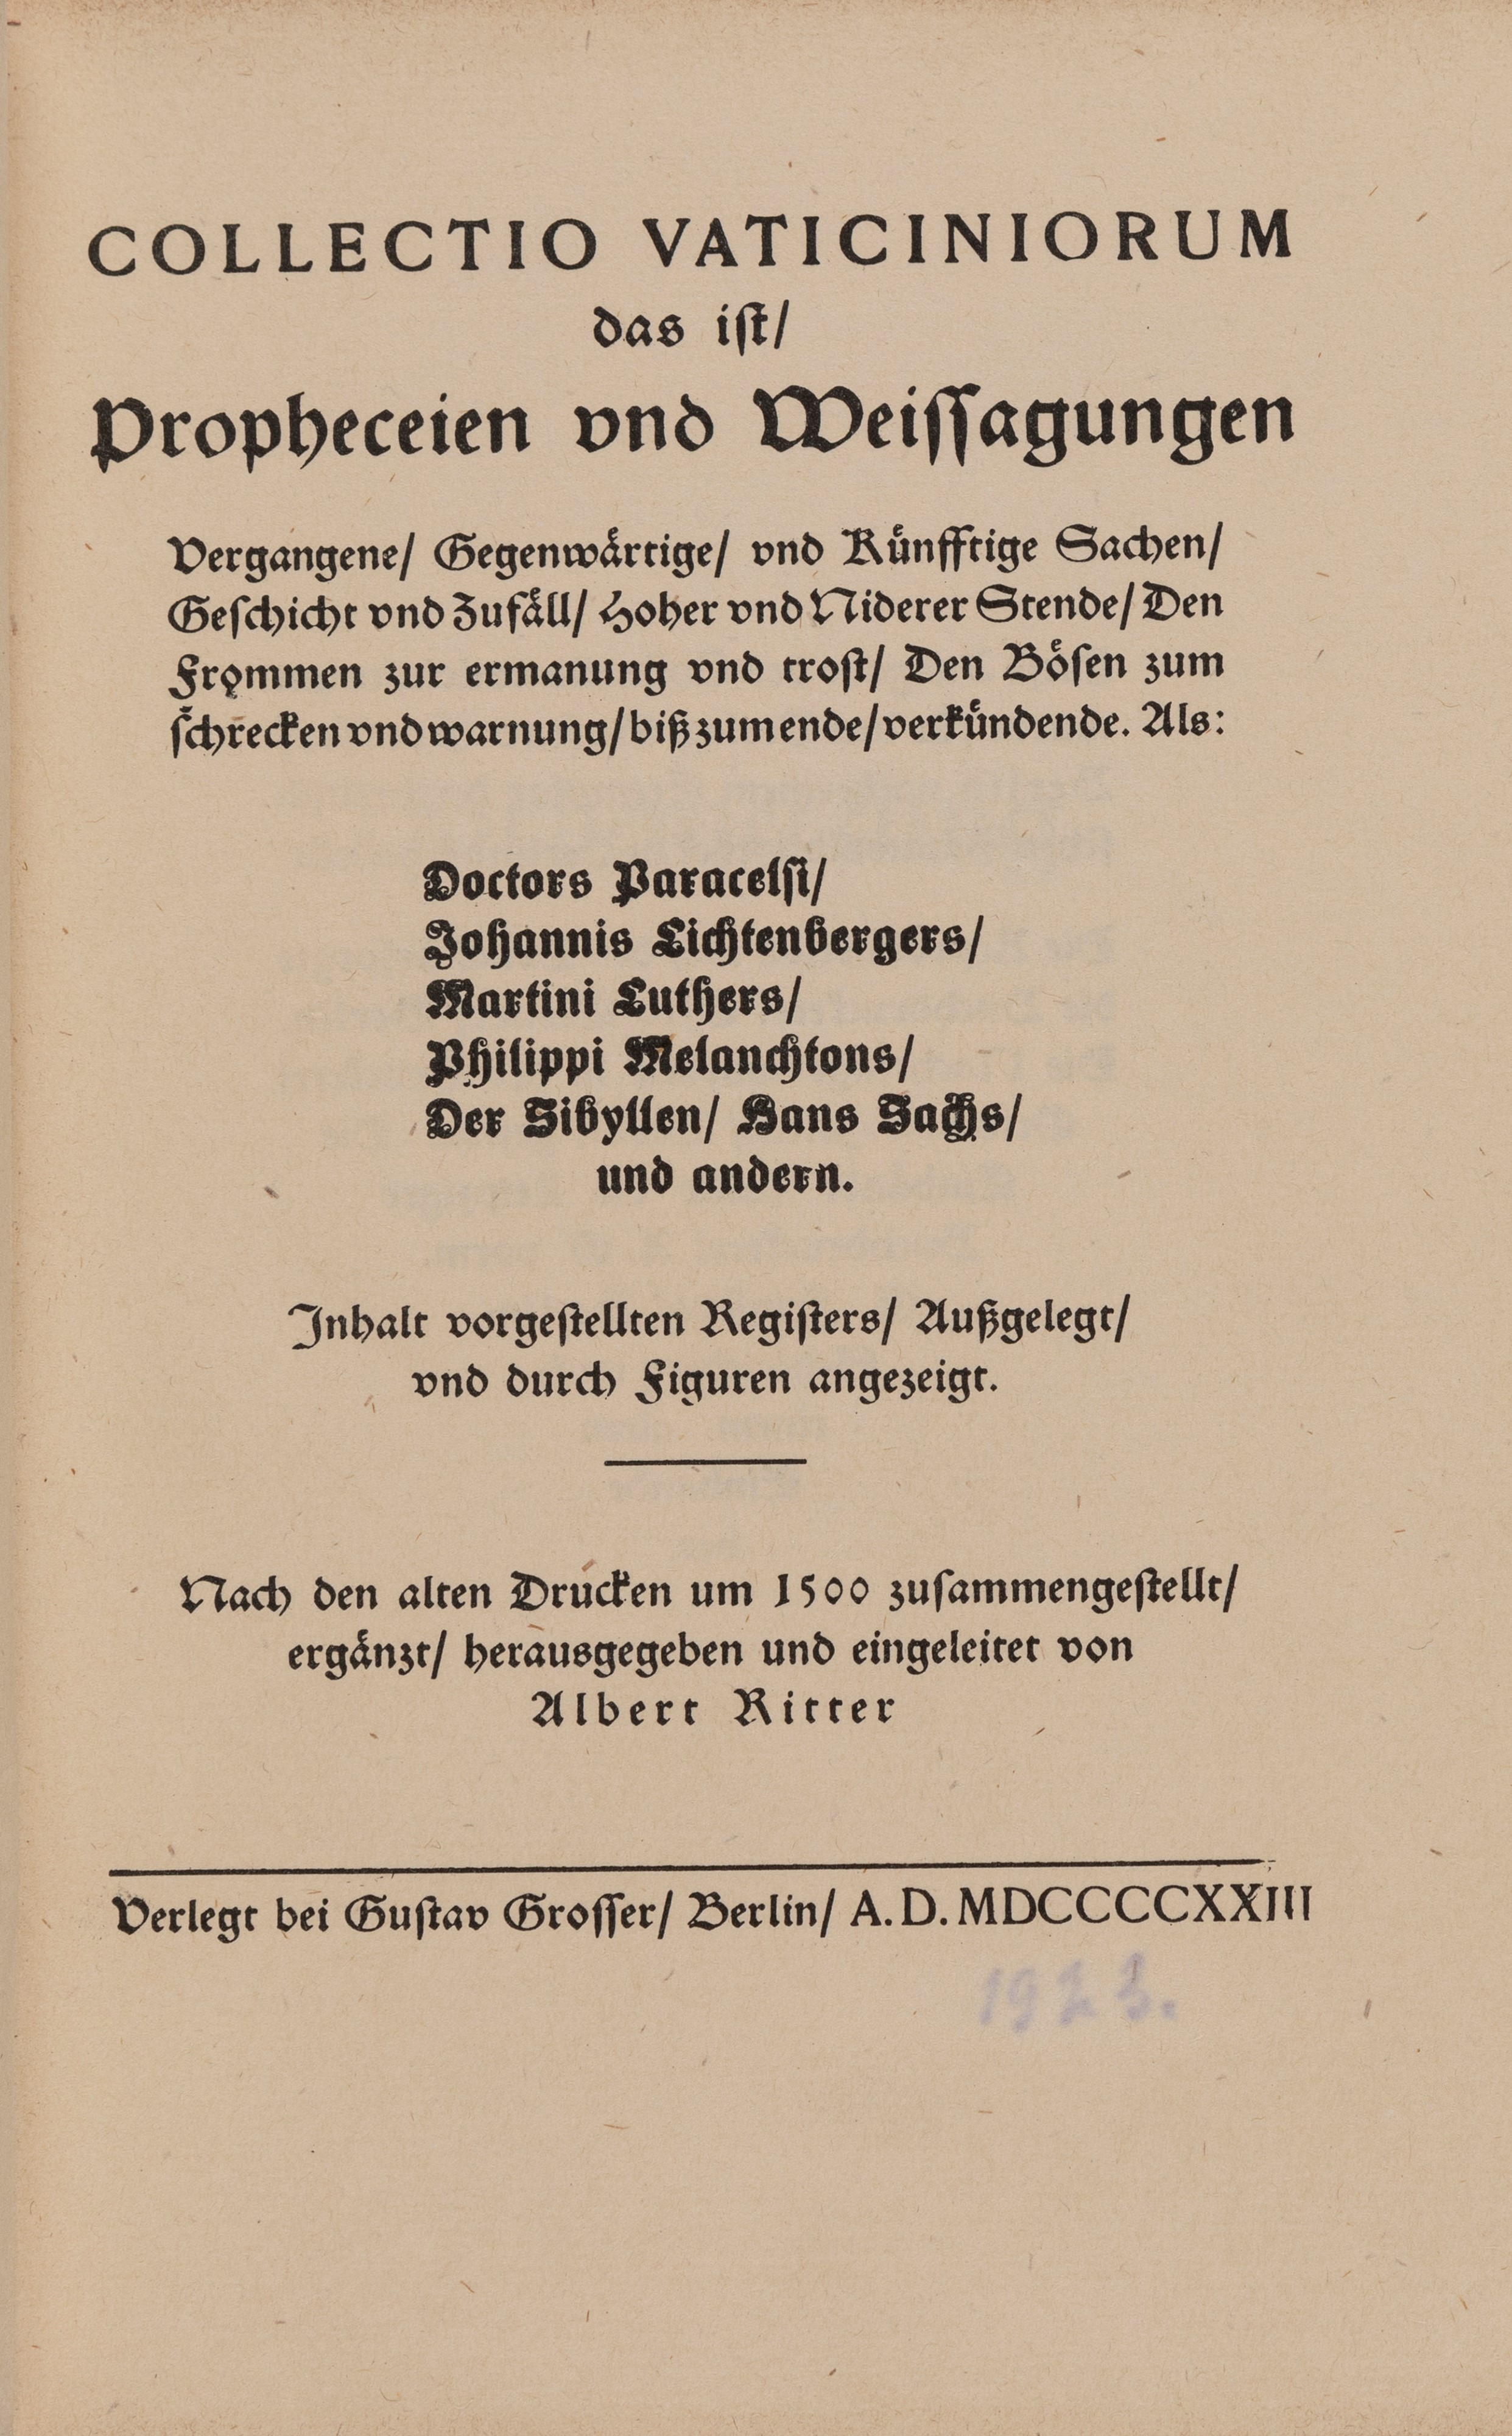 COLLECTIO VATICINIORUM
das ist/
Propheceien vnd Weissagungen
Vergangene/ Gegenwärtige/ vnd Künfftige Sachen/
Geschicht vnd Zufäll/ Hoher vnd Niderer Stende/ Den
Frommen zur ermanung vnd trost/ Den Bösen zum
schrecken vnd warnung/ biß zum ende/ verkündende. Als:
Doctors Paracelsi/
Johannis Lichtenbergers/
Martini Luthers/
Philippi Melanchtons/
Der Sibyllen/ Hans Sachs/
und andern.
Inhalt vorgestellten Registers/ Außgelegt/
vnd durch Figuren angezeigt.
Nach den alten Drucken um 1500 zusammengestellt/
ergänzt/ herausgegeben und eingeleitet von
Albert Ritter
Verlegt bei Gustav Grosser/ Berlin/ A.D. MDCCCCXXIII
1923.